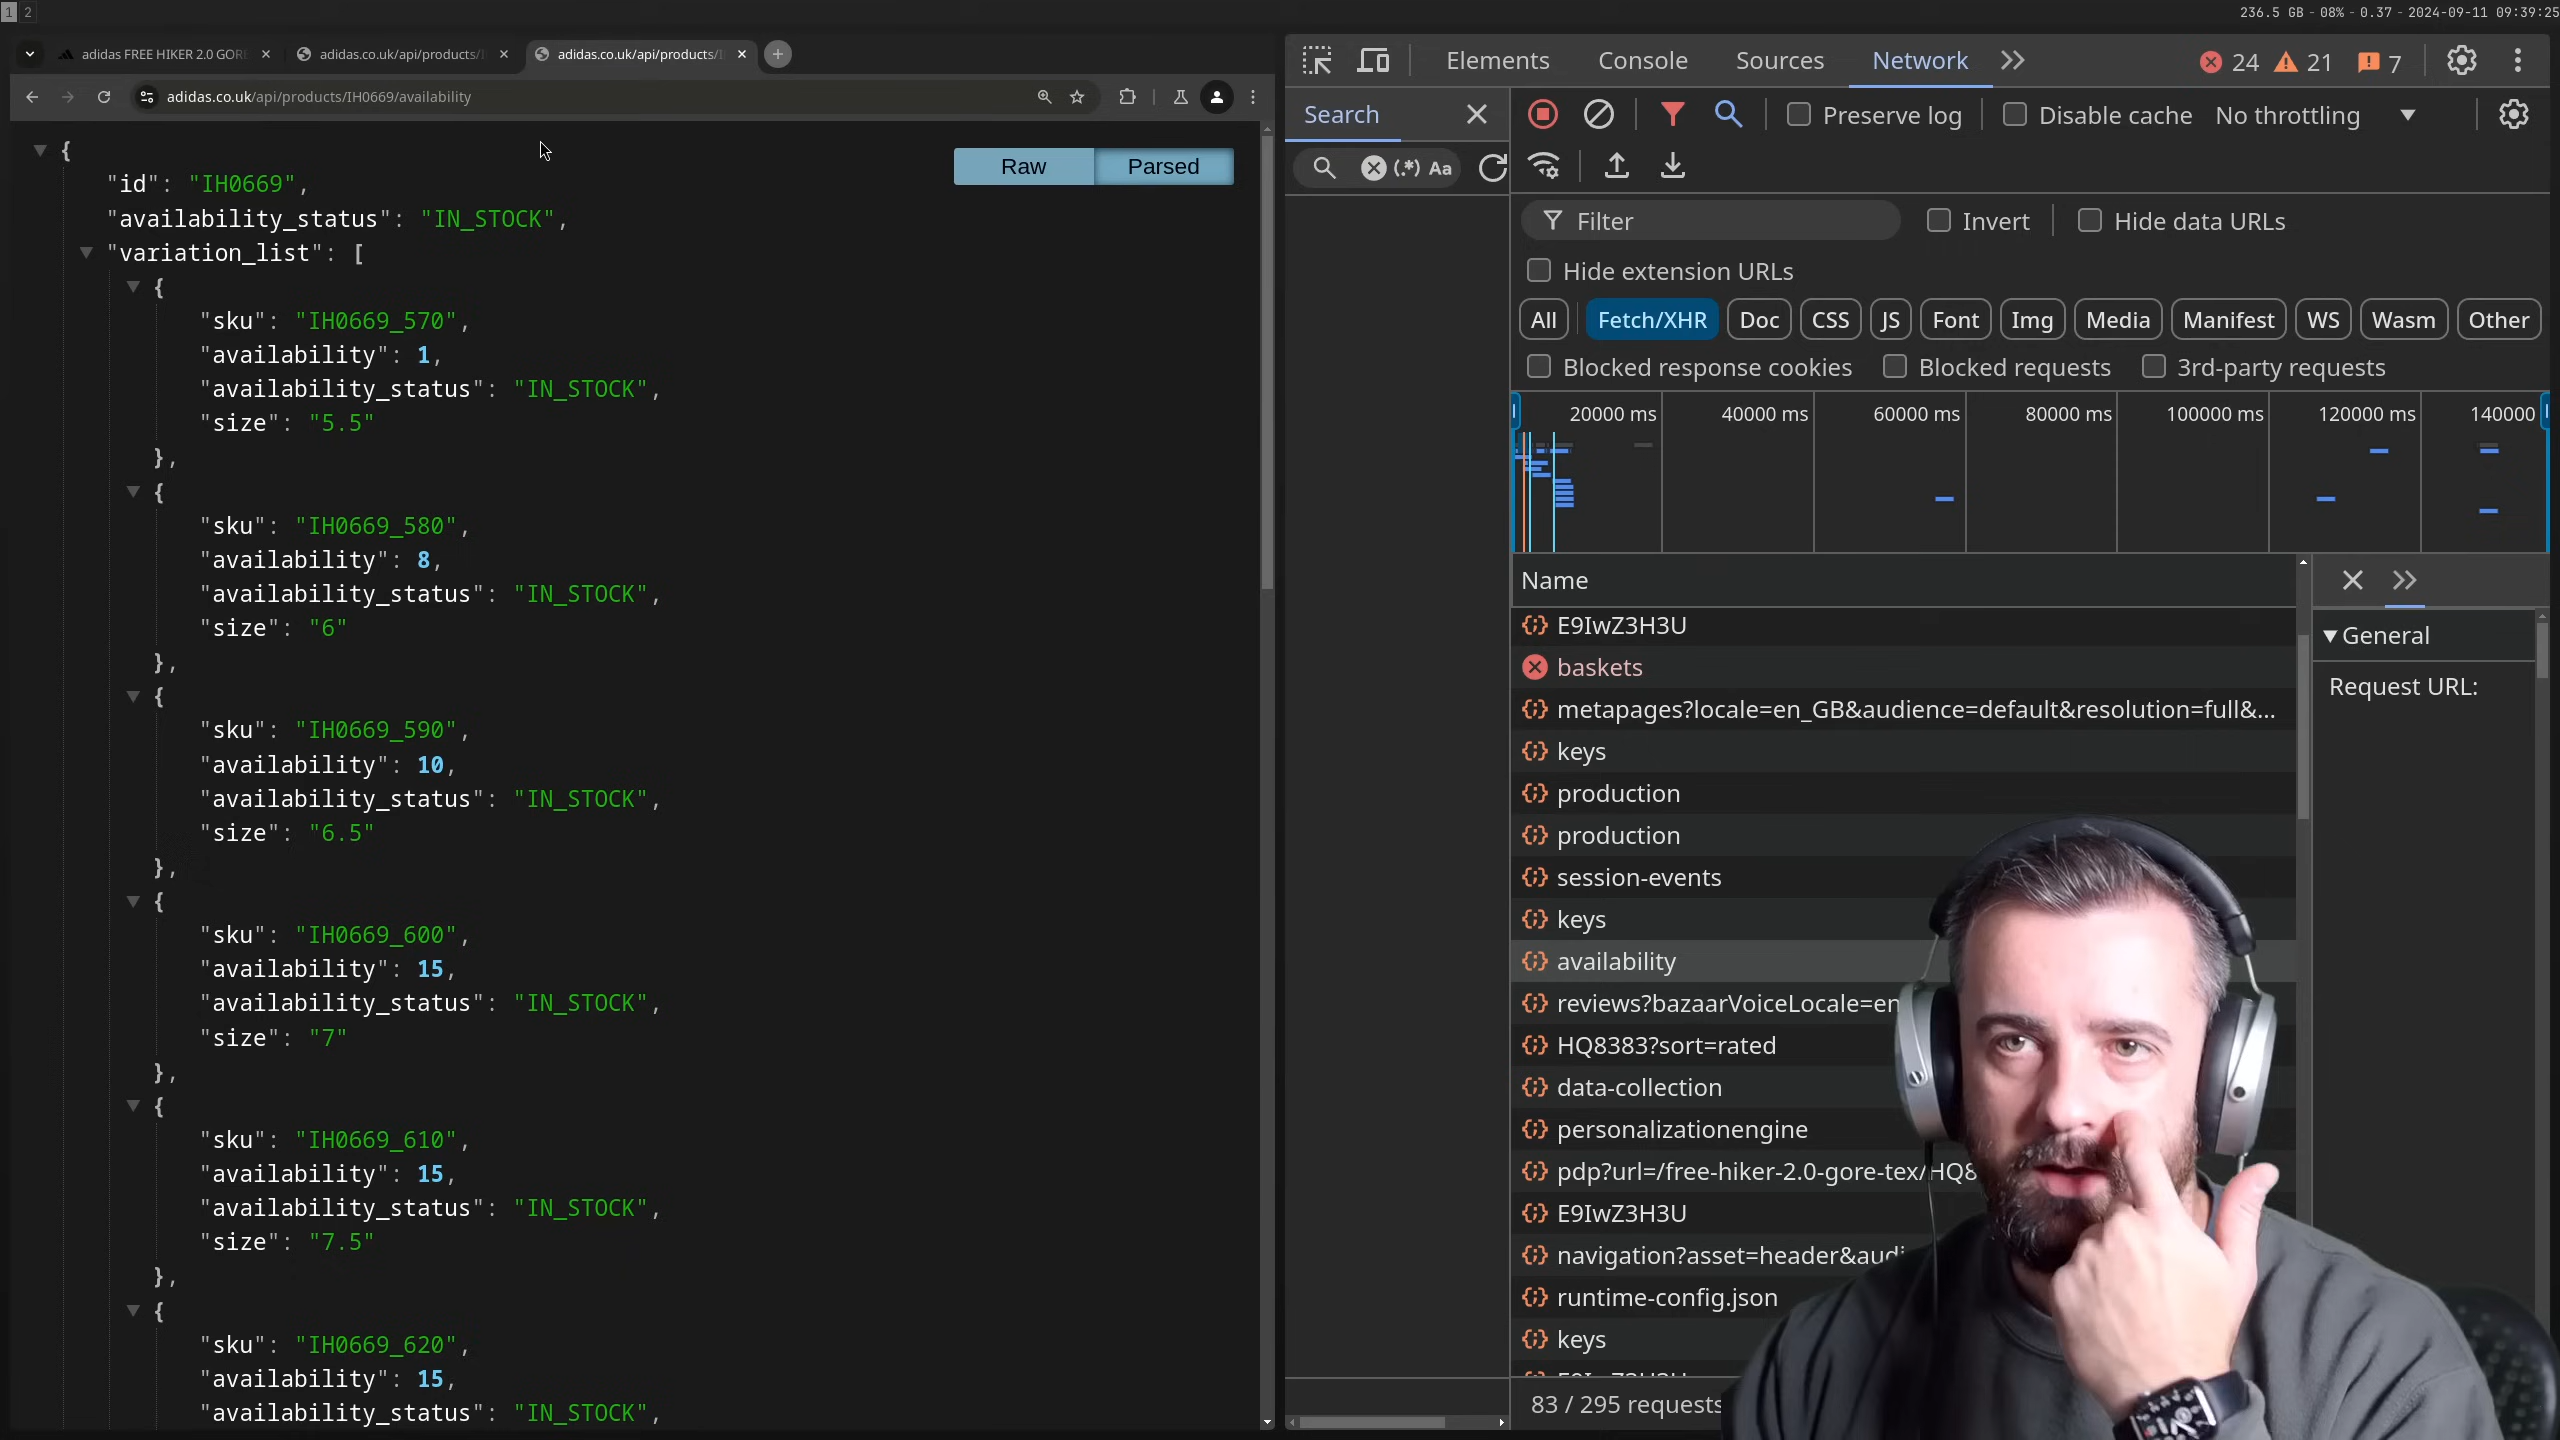 1 2
236.5 GB - 08% - 0.37 - 2024-09-11 09:39:25
adidas FREE HIKER 2.0 GORE
adidas.co.uk/api/products/I
adidas.co.uk/api/products/I
adidas.co.uk/api/products/IH0669/availability
Raw
Parsed
{
"id": "IH0669",
"availability_status": "IN_STOCK",
"variation_list": [
{
"sku": "IH0669_570",
"availability": 1,
"availability_status": "IN_STOCK",
"size": "5.5"
},
{
"sku": "IH0669_580",
"availability": 8,
"availability_status": "IN_STOCK",
"size": "6"
},
{
"sku": "IH0669_590",
"availability": 10,
"availability_status": "IN_STOCK",
"size": "6.5"
},
{
"sku": "IH0669_600",
"availability": 15,
"availability_status": "IN_STOCK",
"size": "7"
},
{
"sku": "IH0669_610",
"availability": 15,
"availability_status": "IN_STOCK",
"size": "7.5"
},
{
"sku": "IH0669_620",
"availability": 15,
"availability_status": "IN_STOCK",
Elements Console Sources Network 24 21 7
Search
(.*) Aa
Preserve log Disable cache No throttling
Filter Invert Hide data URLs
Hide extension URLs
All Fetch/XHR Doc CSS JS Font Img Media Manifest WS Wasm Other
Blocked response cookies Blocked requests 3rd-party requests
20000 ms 40000 ms 60000 ms 80000 ms 100000 ms 120000 ms 140000
Name
E9IwZ3H3U
baskets
metapages?locale=en_GB&audience=default&resolution=full&...
keys
production
production
session-events
keys
availability
reviews?bazaarVoiceLocale=en
HQ8383?sort=rated
data-collection
personalizationengine
pdp?url=/free-hiker-2.0-gore-tex/HQ8
E9IwZ3H3U
navigation?asset=header&audi
runtime-config.json
keys
83 / 295 requests
General
Request URL: